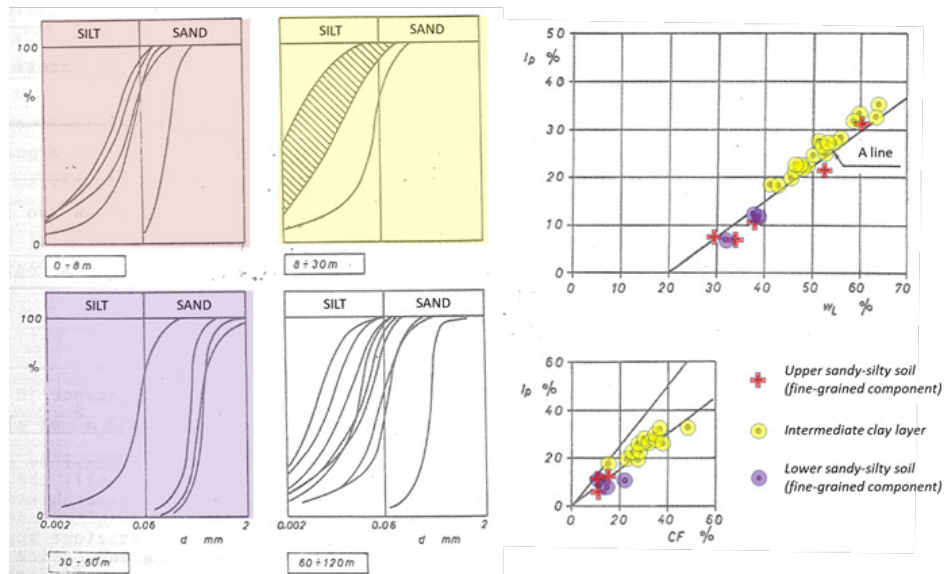 SILT SAND
100
%
0
0 ÷ 8 m
SILT SAND
8 ÷ 30 m
SILT SAND
100
%
0.002 0.06 2
d mm
30 ÷ 60 m
SILT SAND
0.002 0.06 2
d mm
60 ÷ 120 m
50
Ip %
40
30
20
10
0
A line
0 10 20 30 40 50 60 70
wL %
60
Ip %
40
20
0
0 20 40 60
CF %
Upper sandy-silty soil
(fine-grained component)
Intermediate clay layer
Lower sandy-silty soil
(fine-grained component)